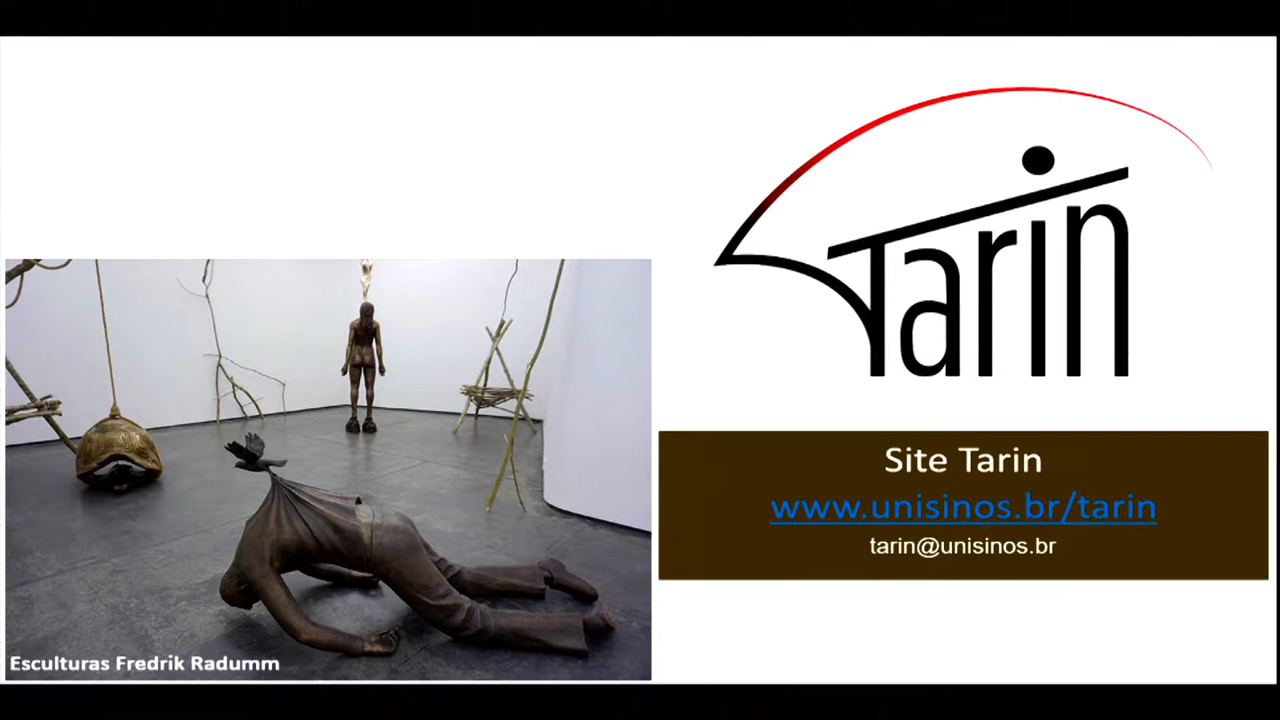 Tarin
Site Tarin
www.unisinos.br/tarin
tarin@unisinos.br
Esculturas Fredrik Radumm